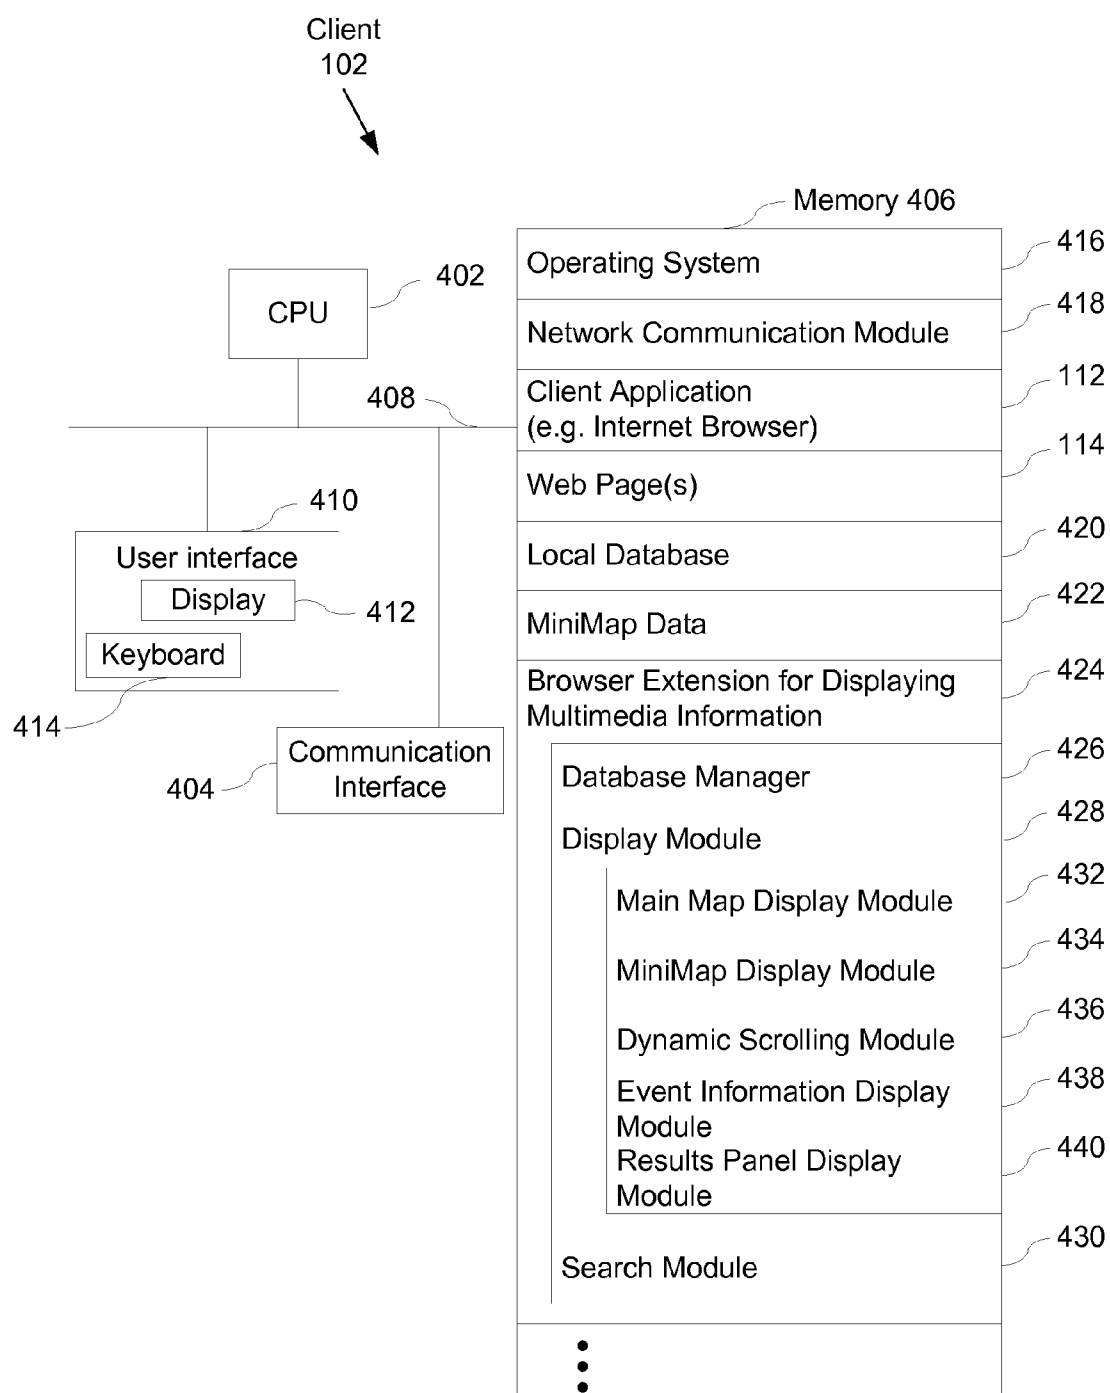 Client
102
Memory 406
Operating System
416
CPU
402
Network Communication Module
418
408
Client Application
(e.g. Internet Browser)
112
Web Page(s)
114
410
User interface
Display
412
Keyboard
414
Local Database
420
MiniMap Data
422
Browser Extension for Displaying
Multimedia Information
424
Communication
Interface
404
Database Manager
426
Display Module
428
Main Map Display Module
432
MiniMap Display Module
434
Dynamic Scrolling Module
436
Event Information Display
Module
438
Results Panel Display
Module
440
Search Module
430